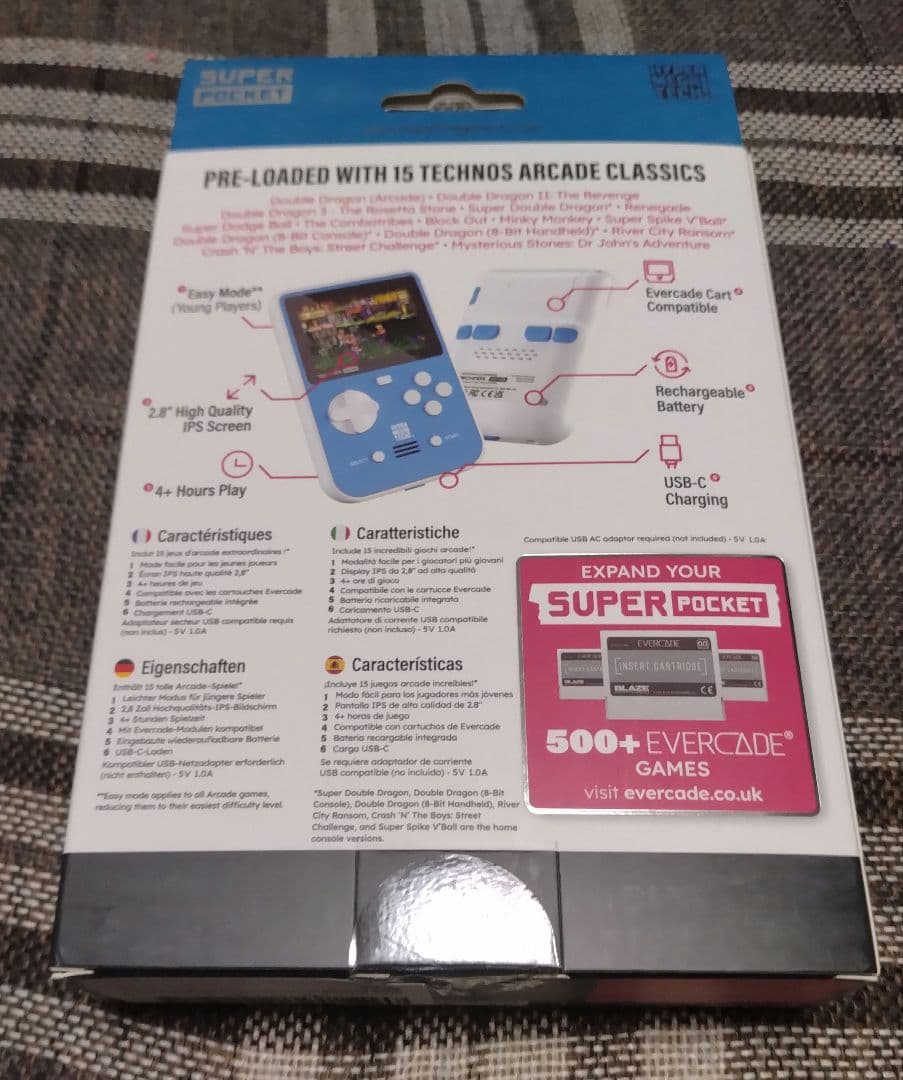 SUPER
POCKET
HYPER
MEGA
TECH
PRE-LOADED WITH 15 TECHNOS ARCADE CLASSICS
Double Dragon (Arcade) • Double Dragon II: The Revenge
Double Dragon 3 - The Rosetta Stone • Super Double Dragon* • Renegade
Super Dodge Ball • The Combatribes • Block Out • Minky Monkey • Super Spike V'Ball*
Double Dragon (8-Bit Console)* • Double Dragon (8-Bit Handheld)* • River City Ransom*
Crash 'N' The Boys: Street Challenge* • Mysterious Stones: Dr John's Adventure
Easy Mode**
(Young Players)
Evercade Cart
Compatible
2.8" High Quality
IPS Screen
Rechargeable
Battery
4+ Hours Play
USB-C
Charging
SELECT
START
Compatible USB AC adaptor required (not included) - 5V 1.0A
Caractéristiques
Inclut 15 jeux d'arcade extraordinaires !*
1 Mode facile pour les jeunes joueurs
2 Écran IPS haute qualité 2,8"
3 4+ heures de jeu
4 Compatible avec les cartouches Evercade
5 Batterie rechargeable intégrée
6 Chargement USB-C
Adaptateur secteur USB compatible requis
(non inclus) - 5V 1.0A
Caratteristiche
Include 15 incredibili giochi arcade!*
1 Modalità facile per i giocatori più giovani
2 Display IPS da 2,8" ad alta qualità
3 4+ ore di gioco
4 Compatibile con le cartucce Evercade
5 Batteria ricaricabile integrata
6 Caricamento USB-C
Adattatore di corrente USB compatibile
richiesto (non incluso) - 5V 1.0A
Eigenschaften
Enthält 15 tolle Arcade-Spiele!*
1 Leichter Modus für jüngere Spieler
2 2,8 Zoll Hochqualitäts-IPS-Bildschirm
3 4+ Stunden Spielzeit
4 Mit Evercade-Modulen kompatibel
5 Eingebaute wiederaufladbare Batterie
6 USB-C-Laden
Kompatibler USB-Netzadapter erforderlich
(nicht enthalten) - 5V 1.0A
Características
¡Incluye 15 juegos arcade increíbles!*
1 Modo fácil para los jugadores más jóvenes
2 Pantalla IPS de alta calidad de 2.8"
3 4+ horas de juego
4 Compatible con cartuchos de Evercade
5 Batería recargable integrada
6 Carga USB-C
Se requiere adaptador de corriente
USB compatible (no incluido) - 5V 1.0A
**Easy mode applies to all Arcade games,
reducing them to their easiest difficulty level.
*Super Double Dragon, Double Dragon (8-Bit
Console), Double Dragon (8-Bit Handheld), River
City Ransom, Crash 'N' The Boys: Street
Challenge, and Super Spike V'Ball are the home
console versions.
EXPAND YOUR
SUPER POCKET
EVERCADE
INSERT CARTRIDGE
BLAZE
CE
500+ EVERCADE®
GAMES
visit evercade.co.uk